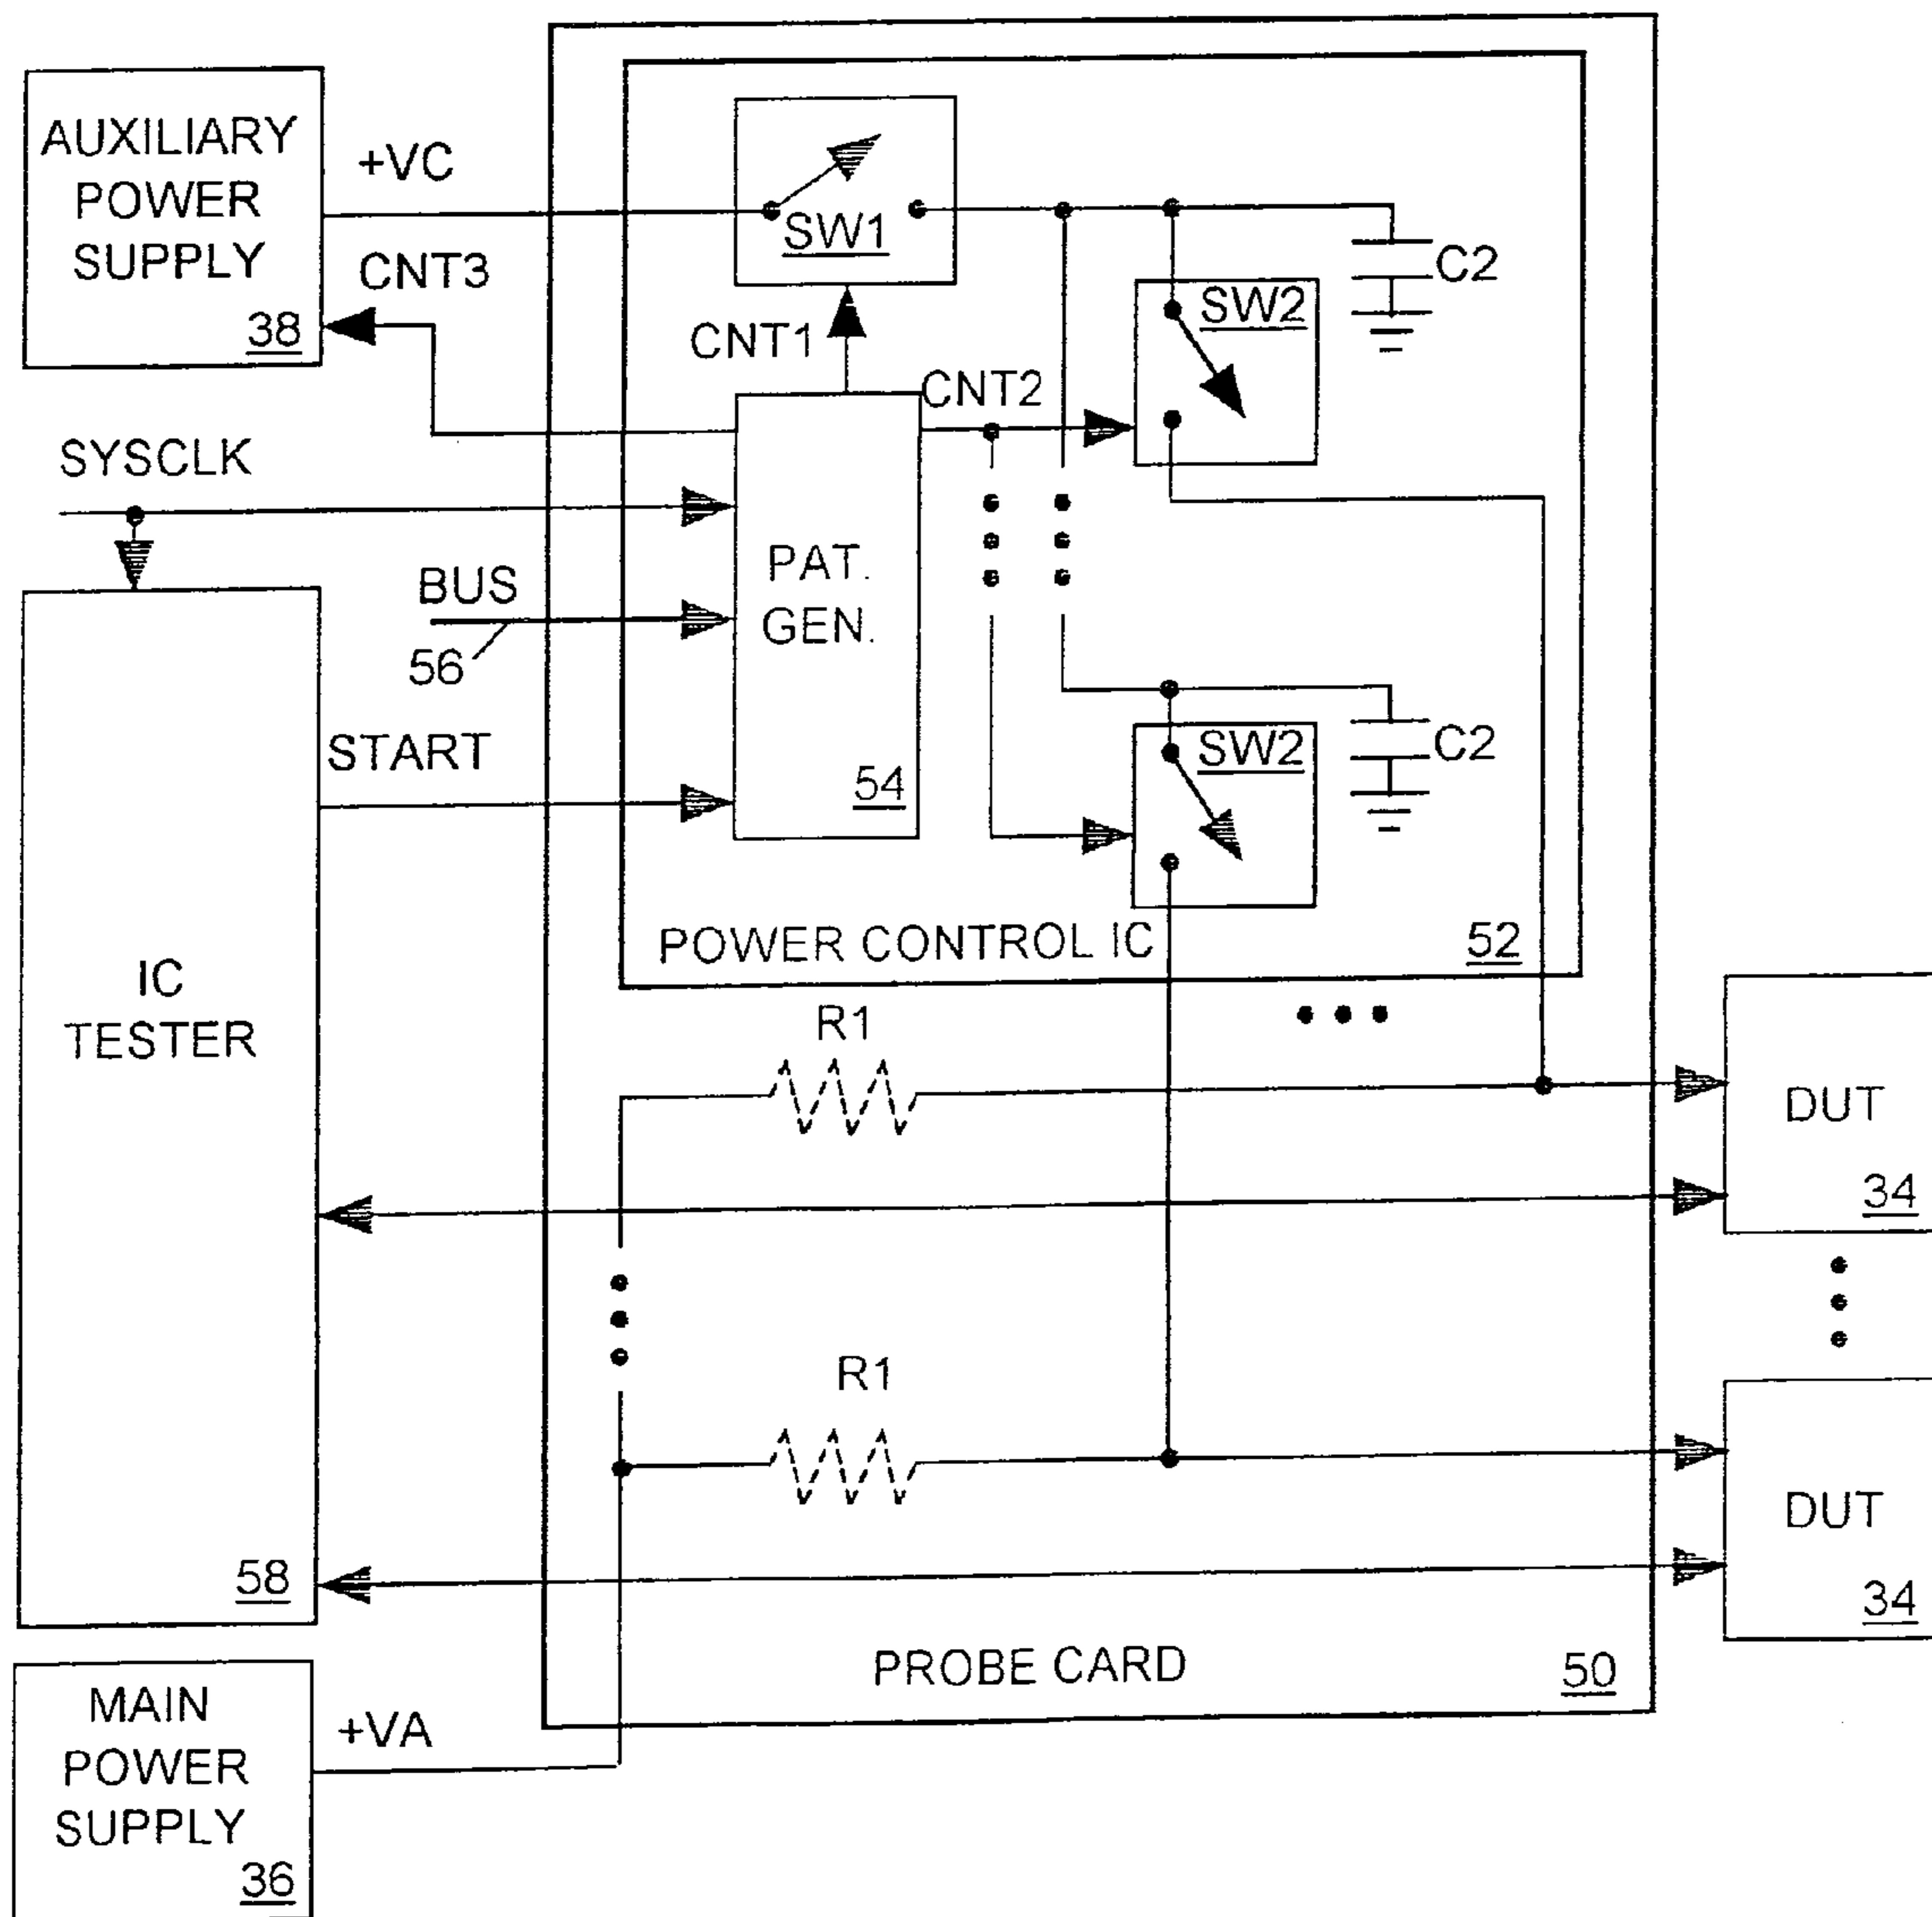 AUXILIARY
POWER
SUPPLY
38
+VC
CNT3
SW1
CNT1
CNT2
SW2
C2
SYSCLK
BUS
56
START
PAT.
GEN.
54
SW2
C2
POWER CONTROL IC
52
IC
TESTER
58
R1
DUT
34
R1
DUT
34
PROBE CARD
50
MAIN
POWER
SUPPLY
36
+VA